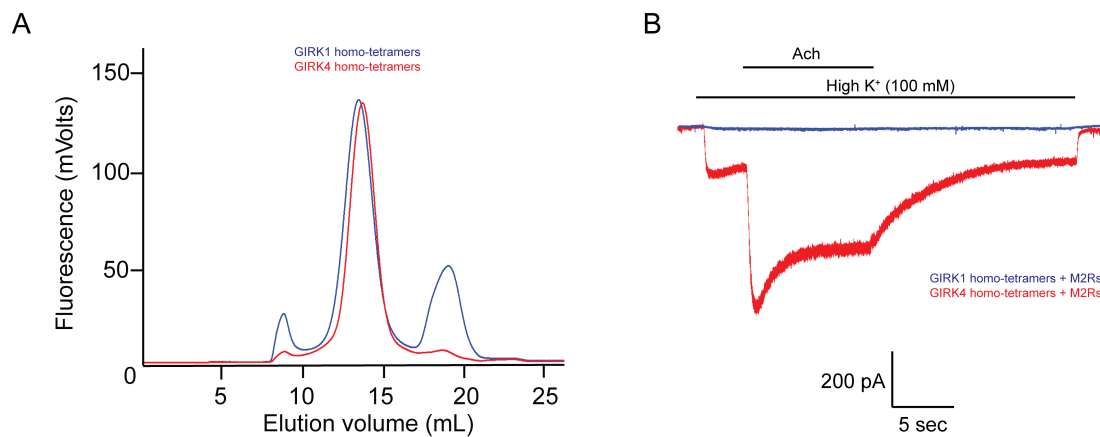 A
GIRK1 homo-tetramers
GIRK4 homo-tetramers
150
100
50
0
5
10
15
20
25
Fluorescence (mVolts)
Elution volume (mL)
B
Ach
High K⁺ (100 mM)
GIRK1 homo-tetramers + M2Rs
GIRK4 homo-tetramers + M2Rs
200 pA
5 sec